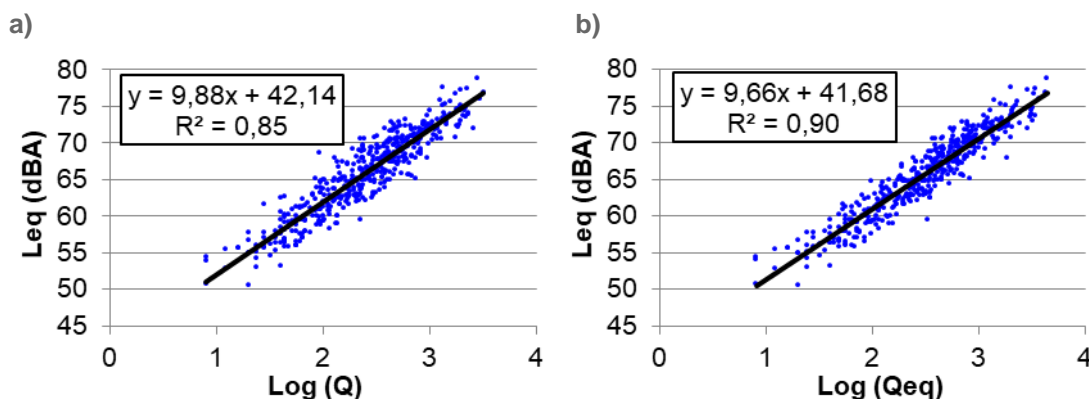 a)
80
75
70
65
60
55
50
45
Leq (dBA)
y = 9,88x + 42,14
R² = 0,85
0 1 2 3 4
Log (Q)
b)
80
75
70
65
60
55
50
45
Leq (dBA)
y = 9,66x + 41,68
R² = 0,90
0 1 2 3 4
Log (Qeq)